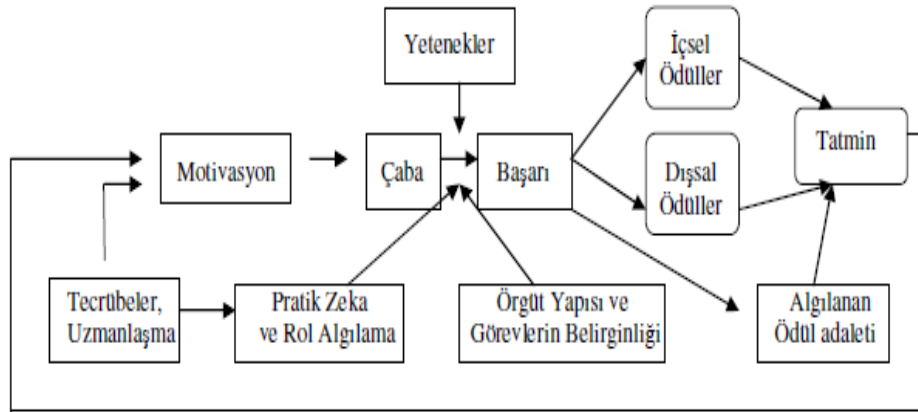 Yetenekler
İçsel
Ödüller
Motivasyon
Çaba
Başarı
Dışsal
Ödüller
Tatmin
Tecrübeler,
Uzmanlaşma
Pratik Zeka
ve Rol Algılama
Örgüt Yapısı ve
Görevlerin Belirginliği
Algılanan
Ödül adaleti